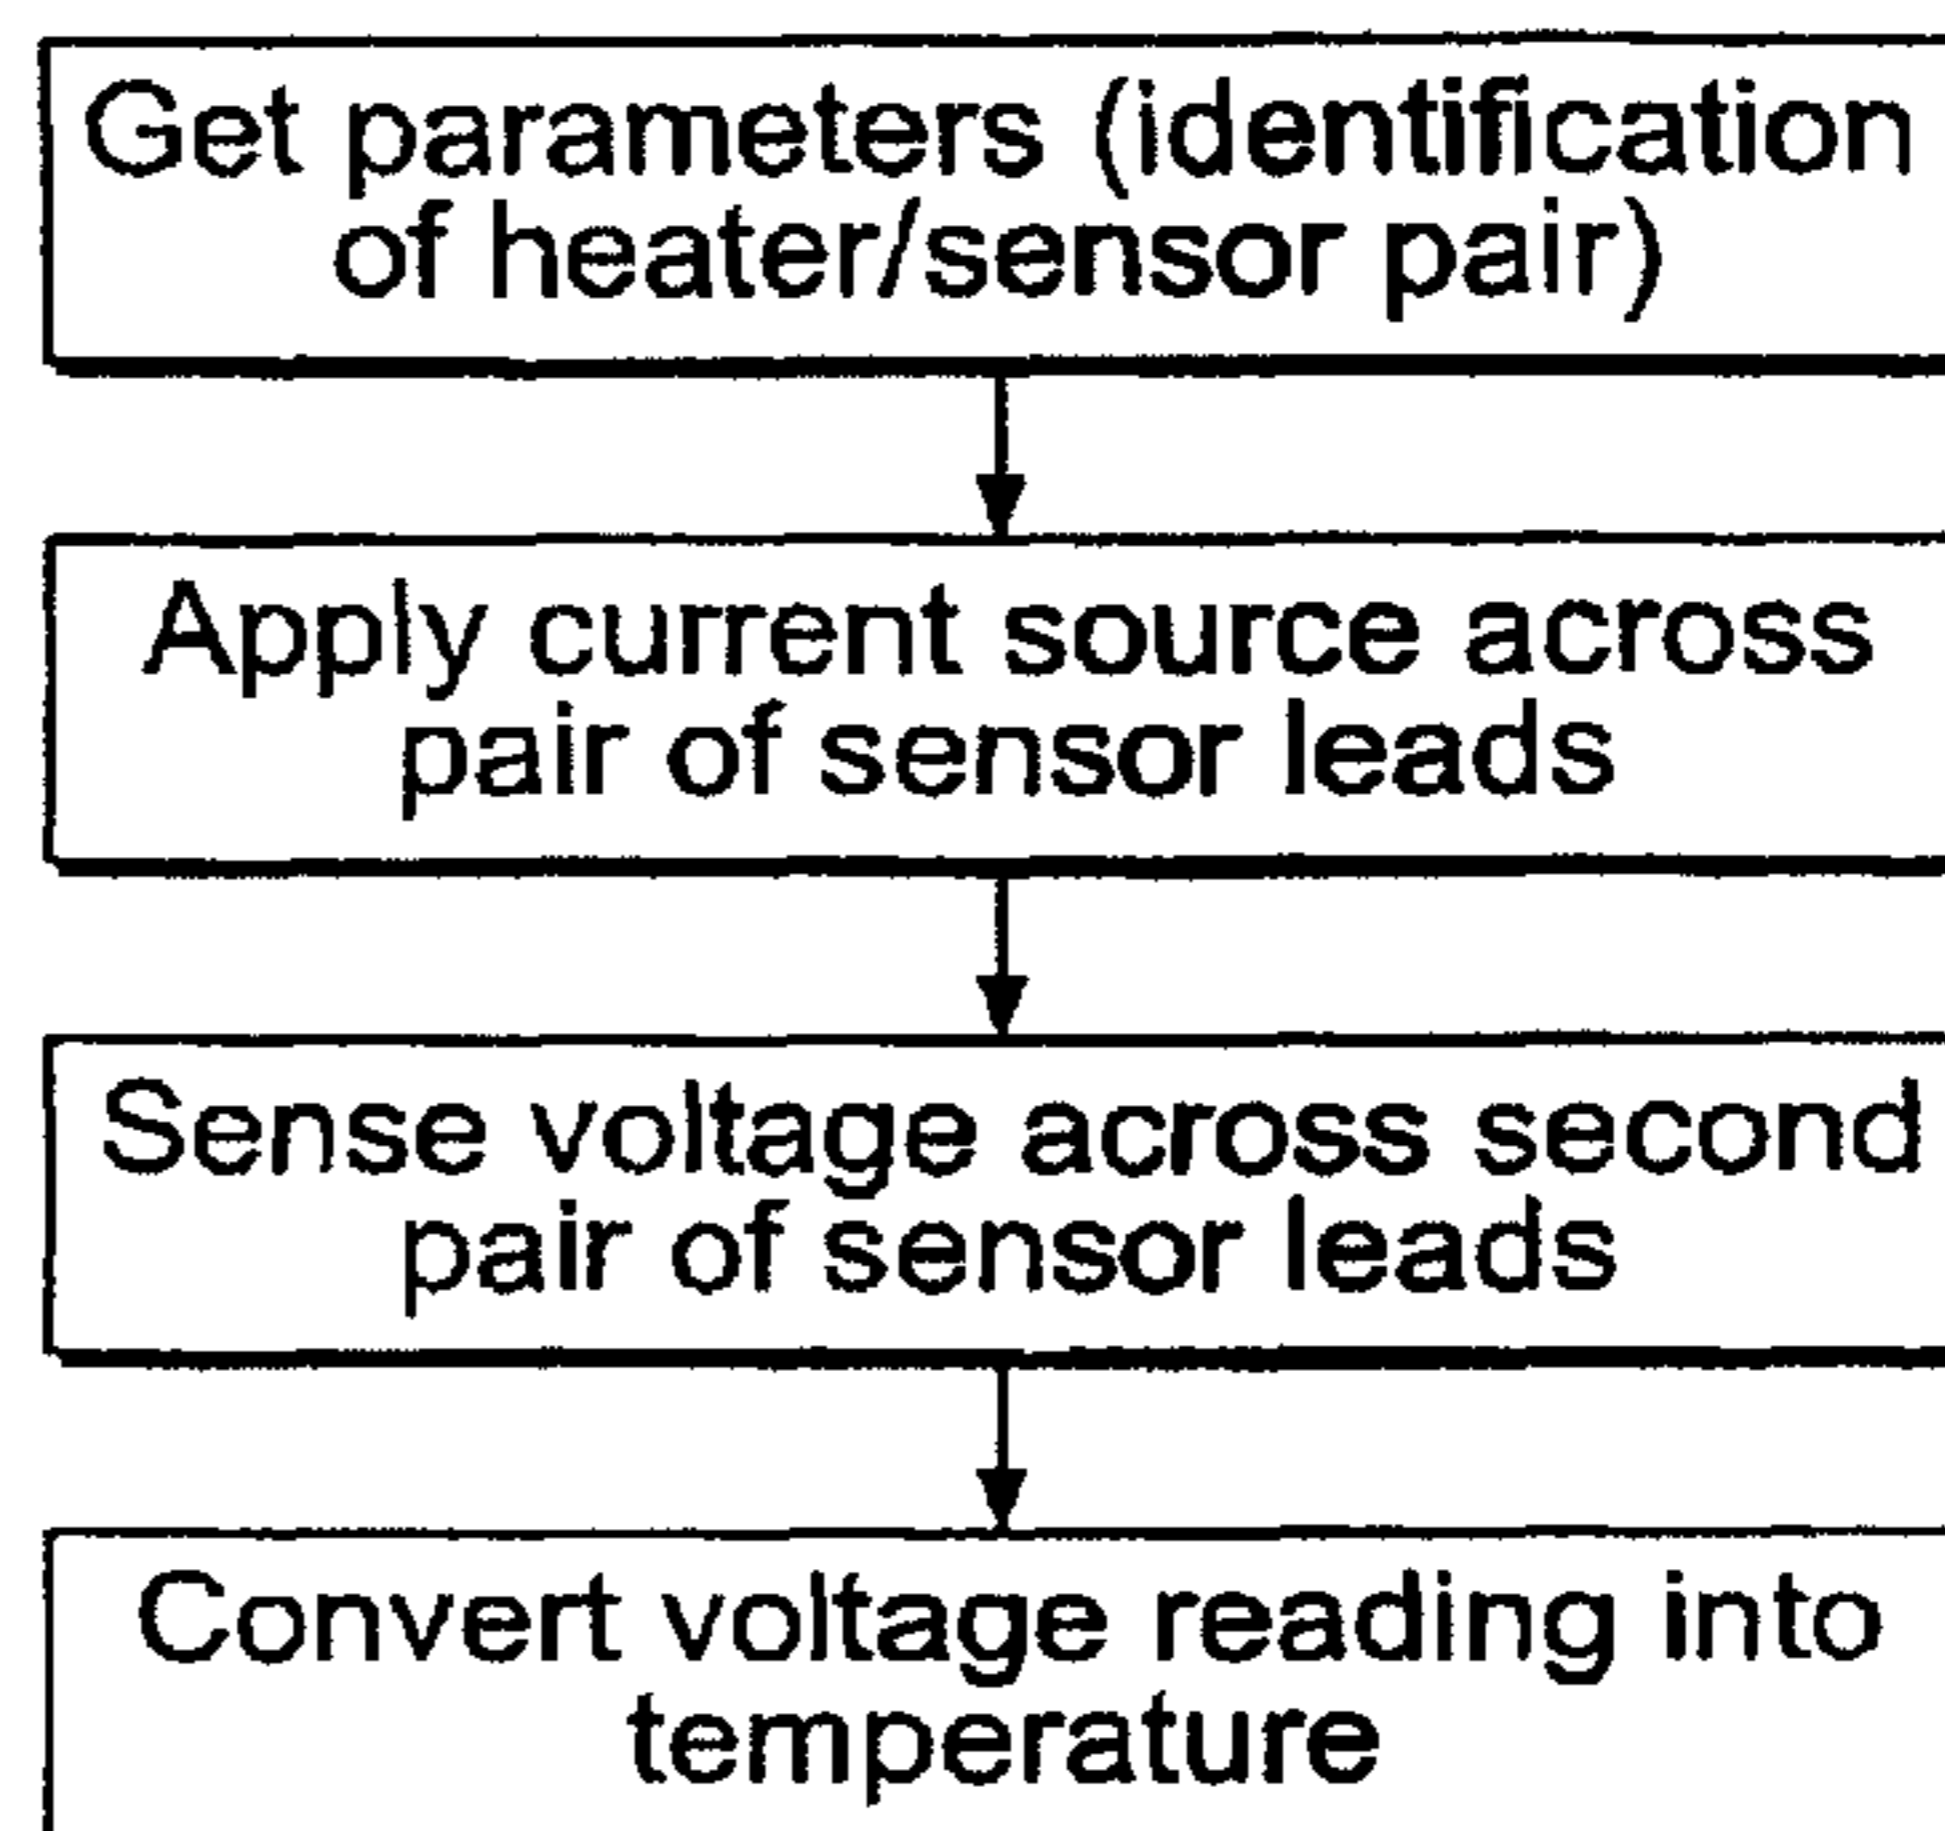 Get parameters (identification
of heater/sensor pair)
Apply current source across
pair of sensor leads
Sense voltage across second
pair of sensor leads
Convert voltage reading into
temperature